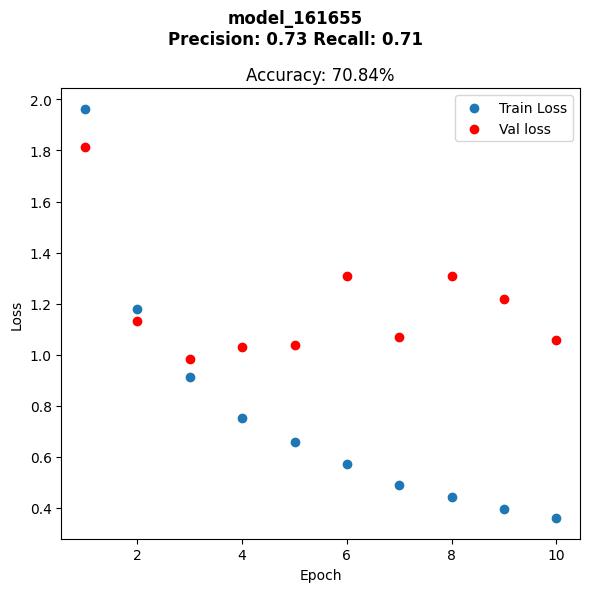 model_161655
Precision: 0.73 Recall: 0.71
Accuracy: 70.84%
Train Loss
Val loss
2.0
1.8
1.6
1.4
1.2
1.0
0.8
0.6
0.4
Loss
2 4 6 8 10
Epoch